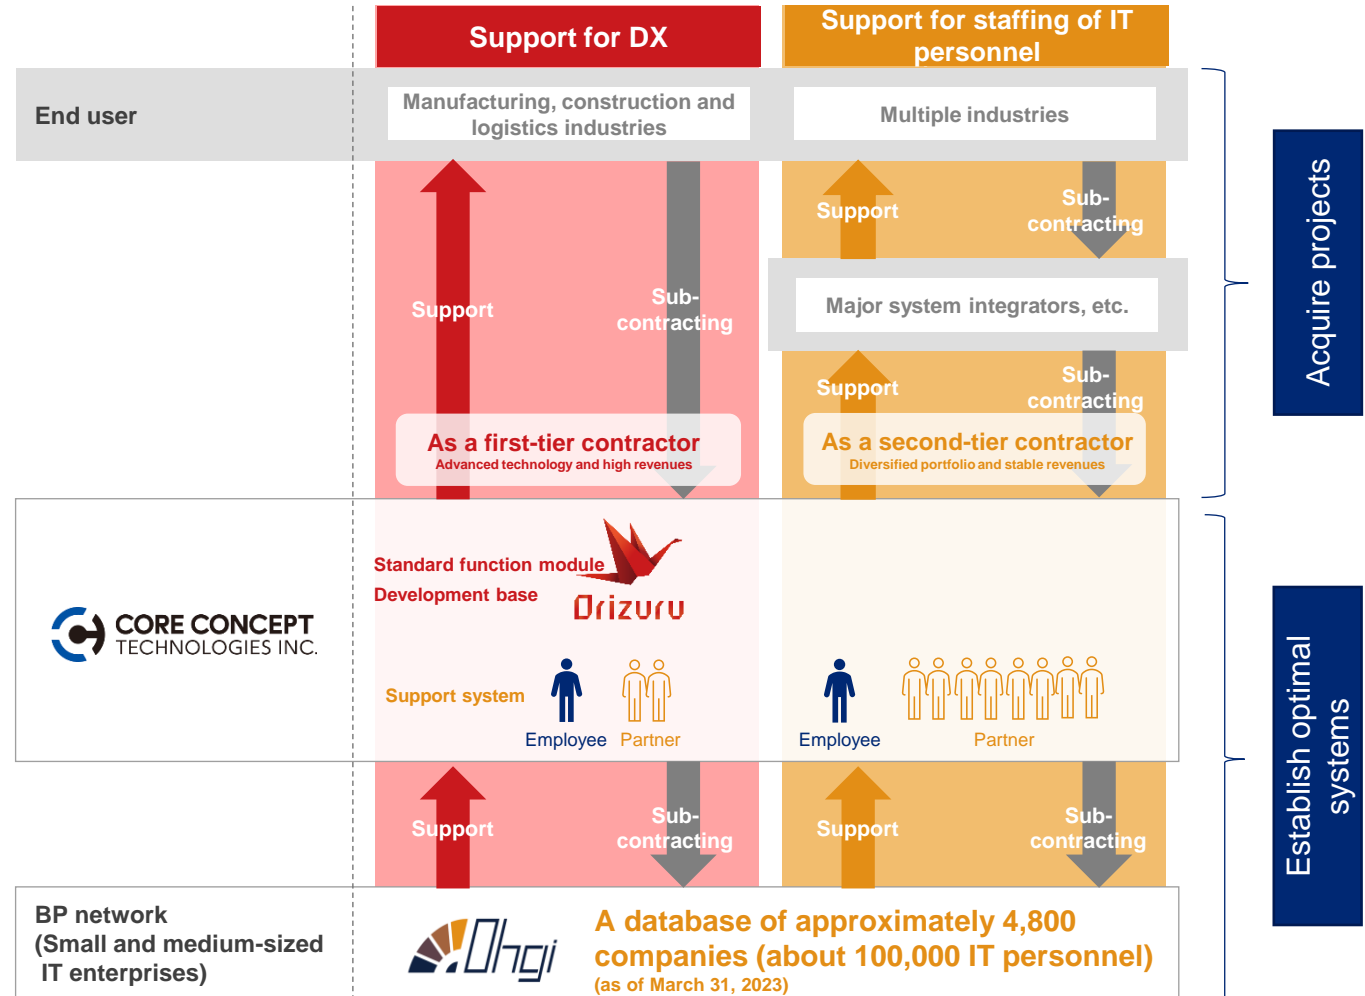 Support for DX
Support for staffing of IT
personnel
End user
Manufacturing, construction and
logistics industries
Multiple industries
Support
Sub-
contracting
Support
Sub-
contracting
Major system integrators, etc.
Support
Sub-
contracting
As a first-tier contractor
Advanced technology and high revenues
As a second-tier contractor
Diversified portfolio and stable revenues
Acquire projects
CORE CONCEPT
TECHNOLOGIES INC.
Standard function module
Development base
Orizuru
Support system
Employee
Partner
Employee
Partner
Support
Sub-
contracting
Support
Sub-
contracting
Establish optimal
systems
BP network
(Small and medium-sized
IT enterprises)
Ohgi
A database of approximately 4,800
companies (about 100,000 IT personnel)
(as of March 31, 2023)